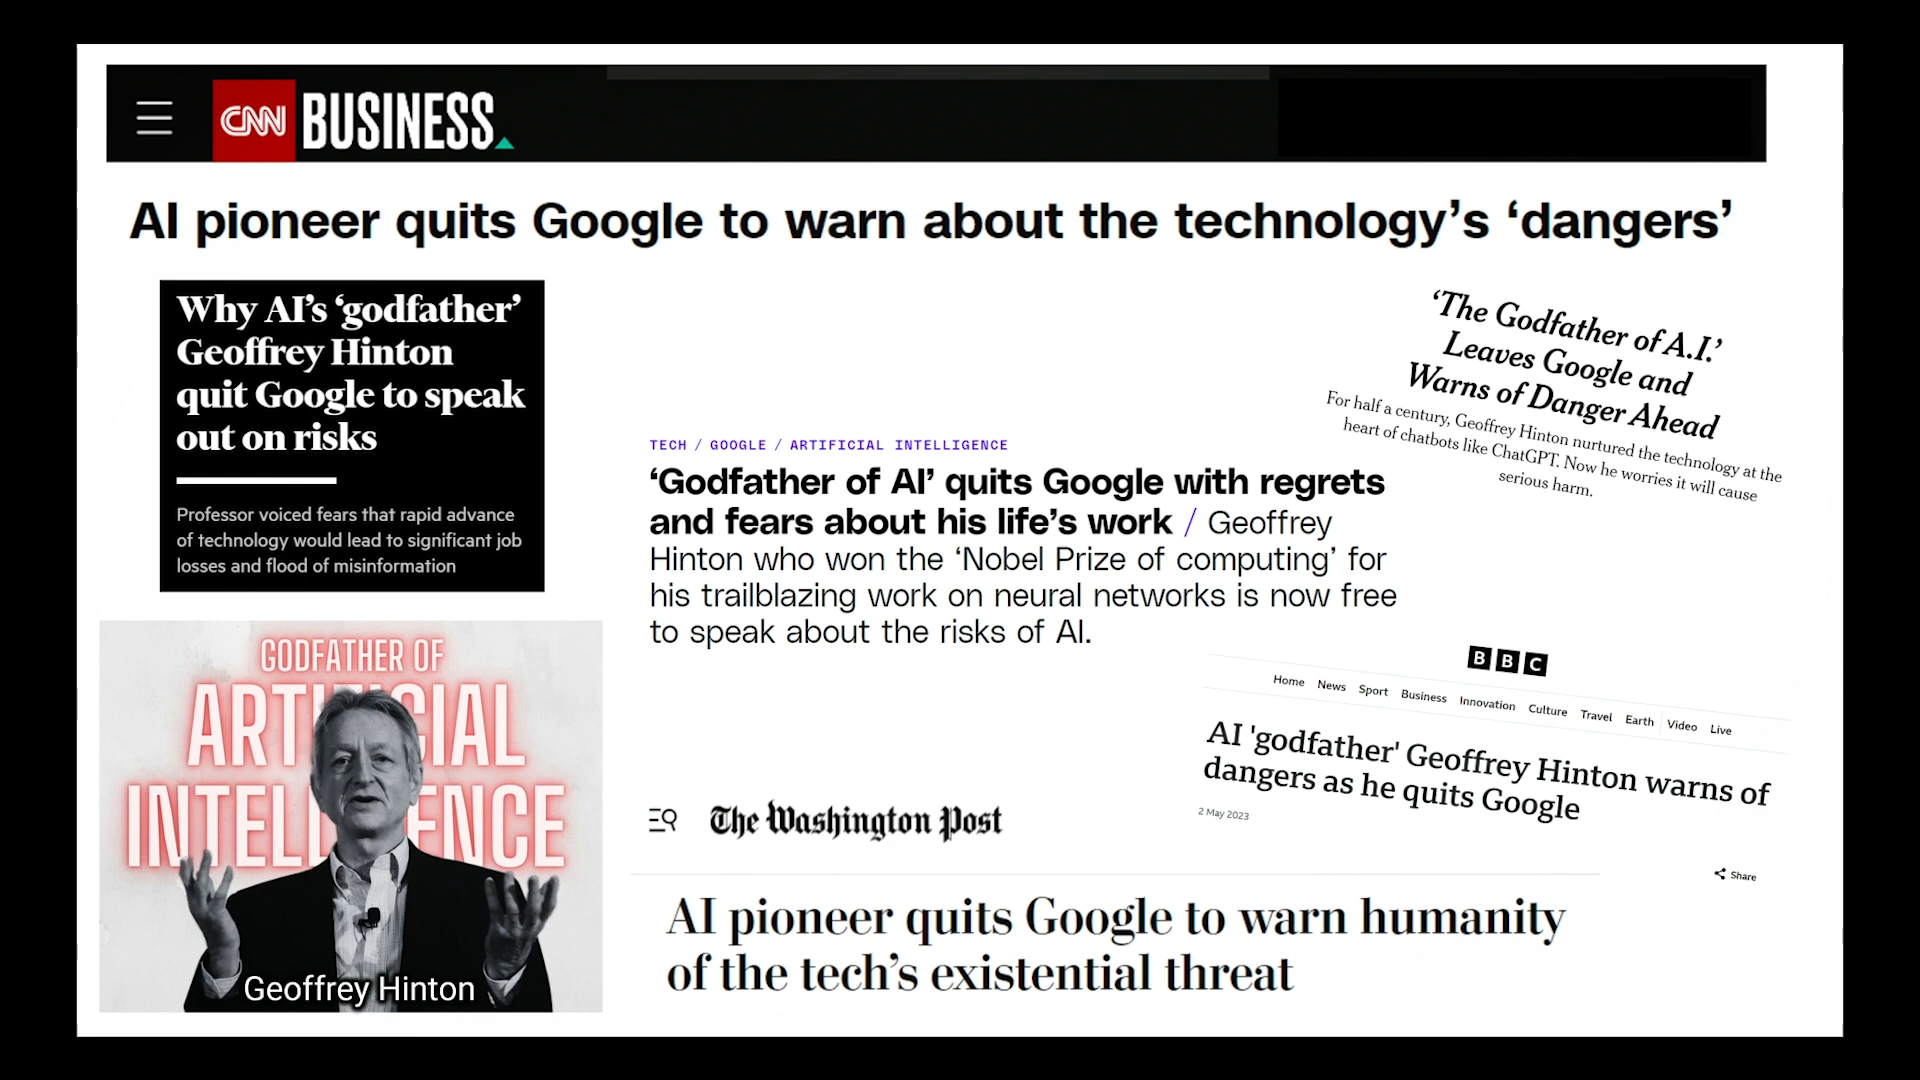 CNN BUSINESS
AI pioneer quits Google to warn about the technology’s ‘dangers’
Why AI’s ‘godfather’
Geoffrey Hinton
quit Google to speak
out on risks
Professor voiced fears that rapid advance
of technology would lead to significant job
losses and flood of misinformation
‘The Godfather of A.I.’
Leaves Google and
Warns of Danger Ahead
For half a century, Geoffrey Hinton nurtured the technology at the
heart of chatbots like ChatGPT. Now he worries it will cause
serious harm.
TECH / GOOGLE / ARTIFICIAL INTELLIGENCE
‘Godfather of AI’ quits Google with regrets
and fears about his life’s work / Geoffrey
Hinton who won the ‘Nobel Prize of computing’ for
his trailblazing work on neural networks is now free
to speak about the risks of AI.
GODFATHER OF
ARTIFICIAL
INTELLIGENCE
Geoffrey Hinton
BBC
Home News Sport Business Innovation Culture Travel Earth Video Live
AI 'godfather' Geoffrey Hinton warns of
dangers as he quits Google
2 May 2023
Share
The Washington Post
AI pioneer quits Google to warn humanity
of the tech’s existential threat